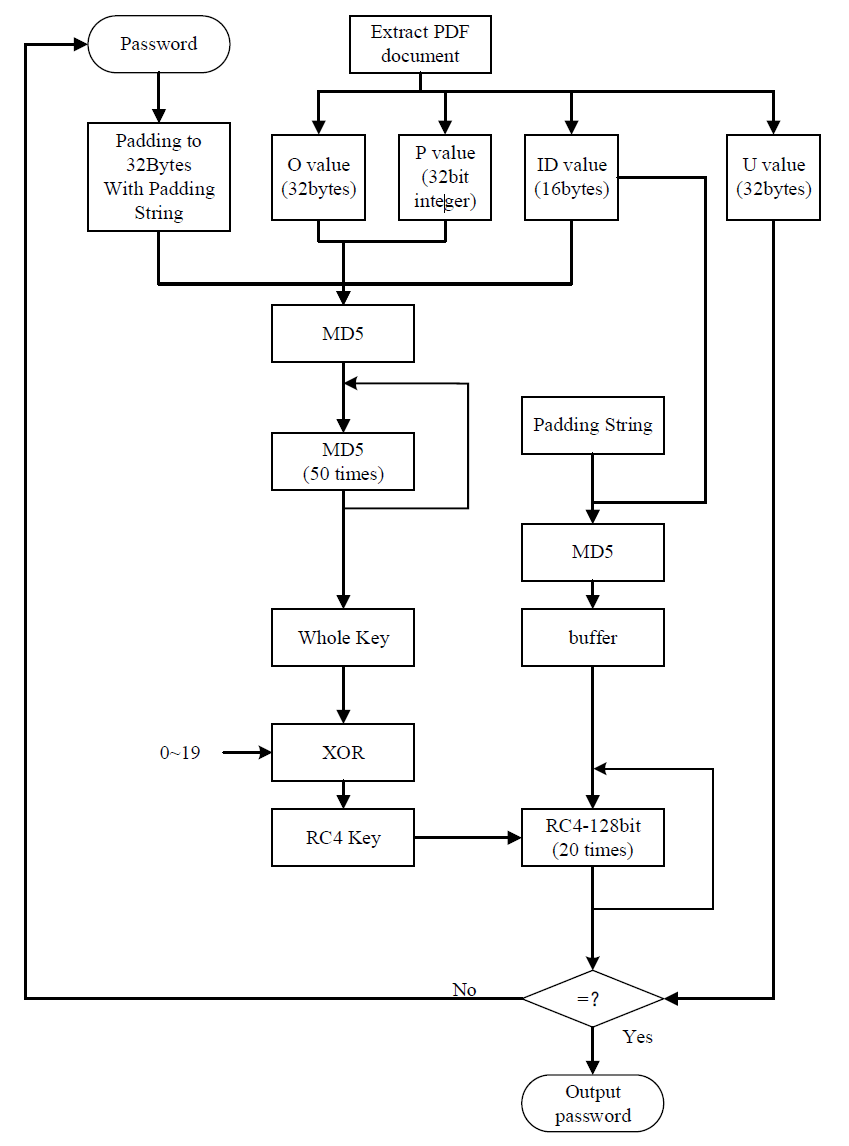 Password
Extract PDF
document
Padding to
32Bytes
With Padding
String
O value
(32bytes)
P value
(32bit
integer)
ID value
(16bytes)
U value
(32bytes)
MD5
MD5
(50 times)
Padding String
MD5
Whole Key
buffer
0~19
XOR
RC4 Key
RC4-128bit
(20 times)
No
=?
Yes
Output
password